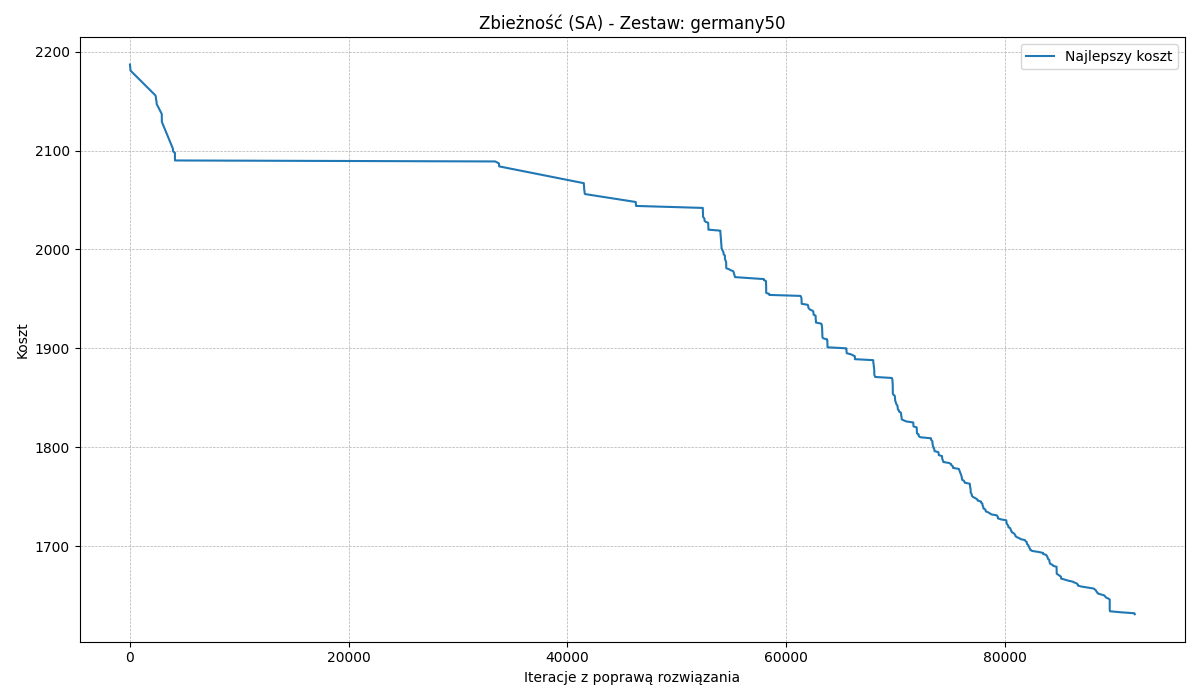 Zbieżność (SA) - Zestaw: germany50
Najlepszy koszt
Koszt
2200
2100
2000
1900
1800
1700
0
20000
40000
60000
80000
Iteracje z poprawą rozwiązania